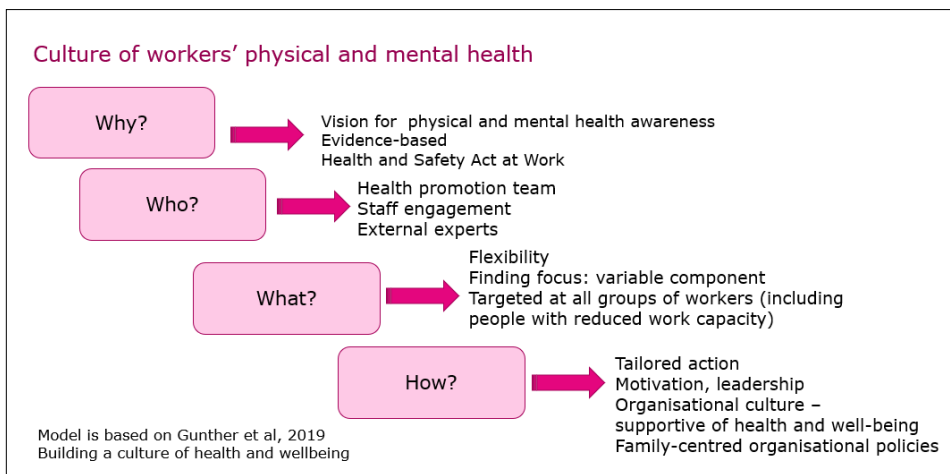 Culture of workers’ physical and mental health
Why?
Vision for physical and mental health awareness
Evidence-based
Health and Safety Act at Work
Who?
Health promotion team
Staff engagement
External experts
What?
Flexibility
Finding focus: variable component
Targeted at all groups of workers (including
people with reduced work capacity)
How?
Tailored action
Motivation, leadership
Organisational culture –
supportive of health and well-being
Family-centred organisational policies
Model is based on Gunther et al, 2019
Building a culture of health and wellbeing